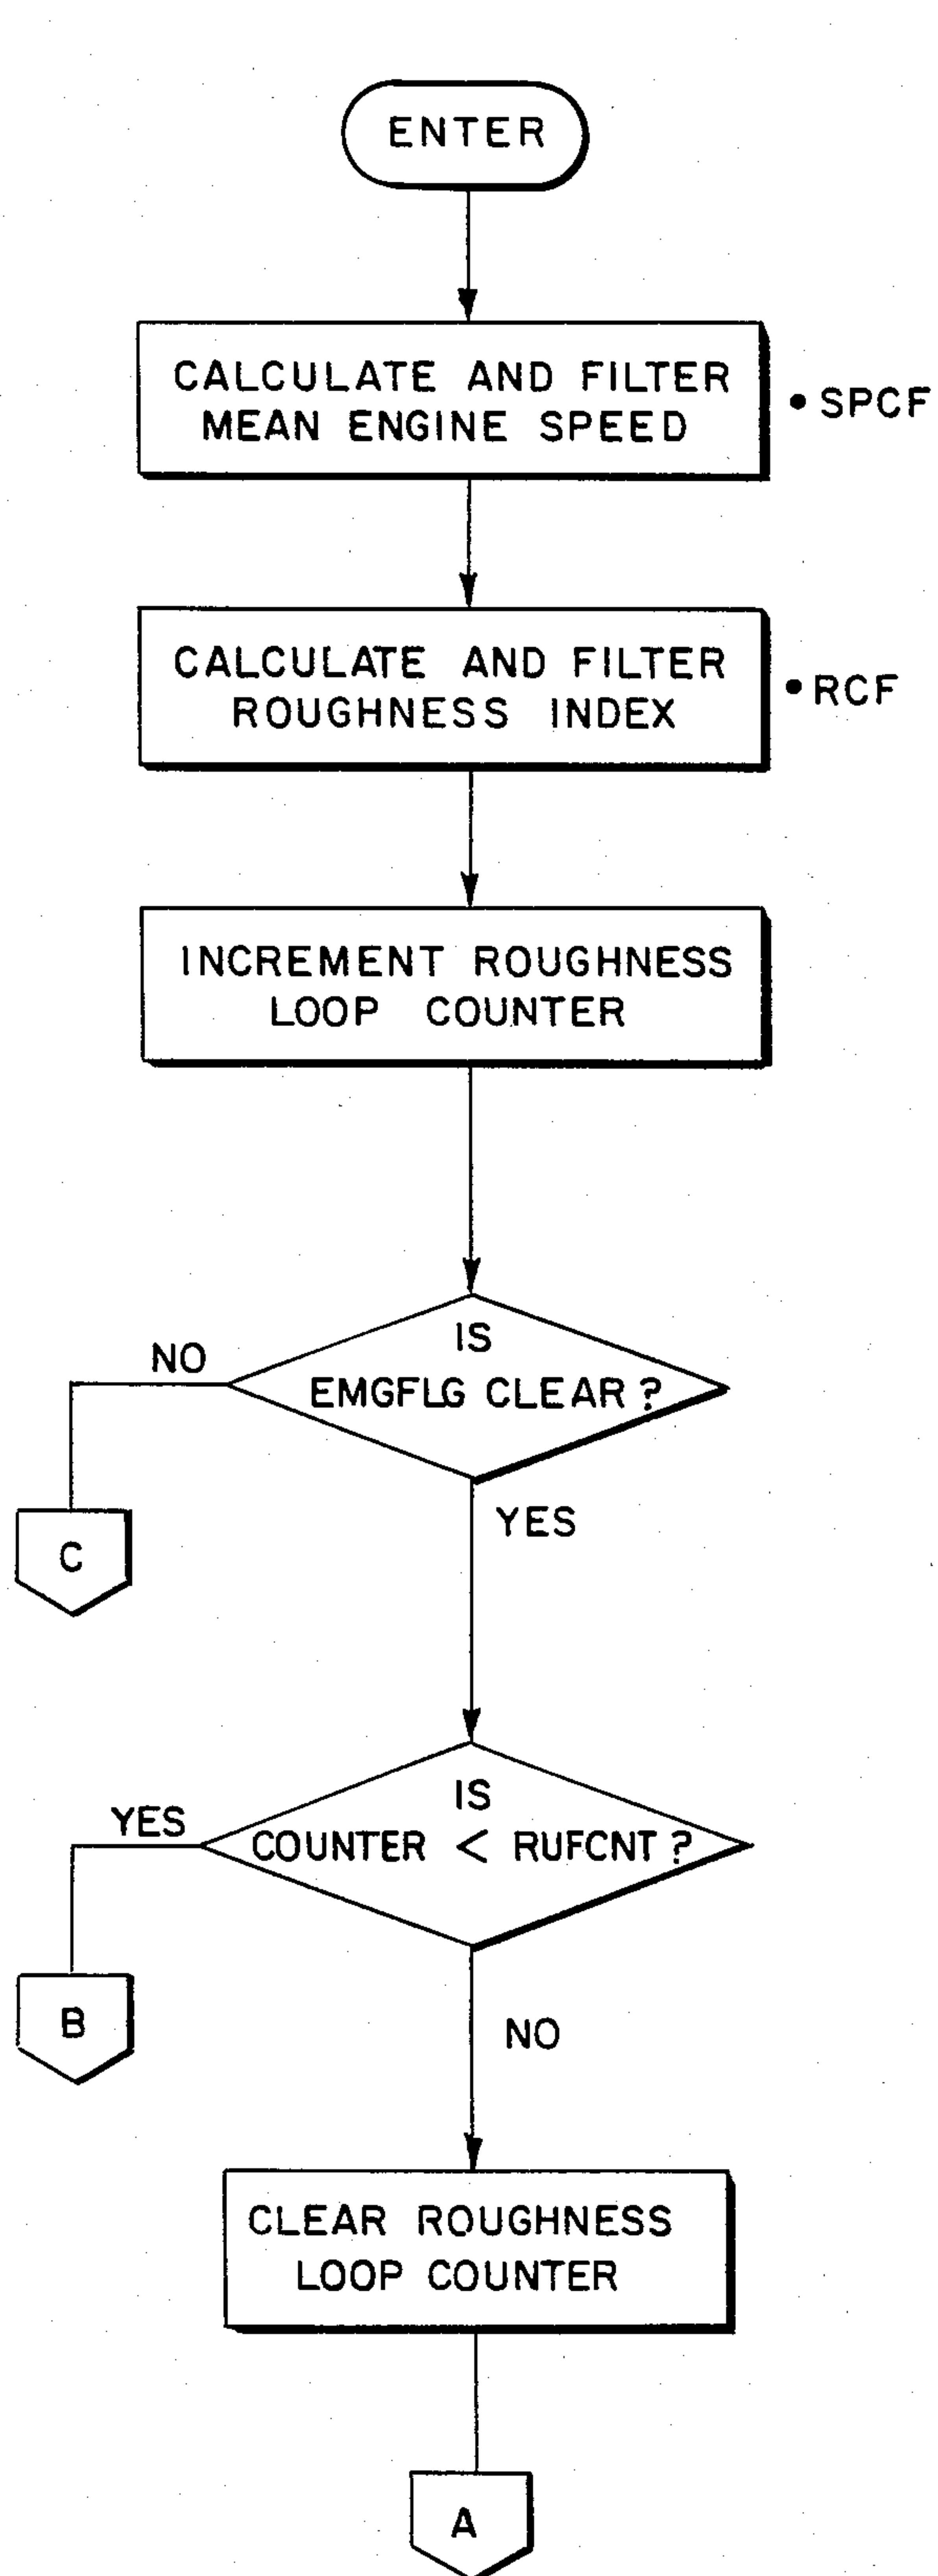 ENTER
CALCULATE AND FILTER
MEAN ENGINE SPEED
• SPCF
CALCULATE AND FILTER
ROUGHNESS INDEX
• RCF
INCREMENT ROUGHNESS
LOOP COUNTER
IS
EMGFLG CLEAR ?
NO
C
YES
IS
COUNTER < RUFCNT ?
YES
B
NO
CLEAR ROUGHNESS
LOOP COUNTER
A